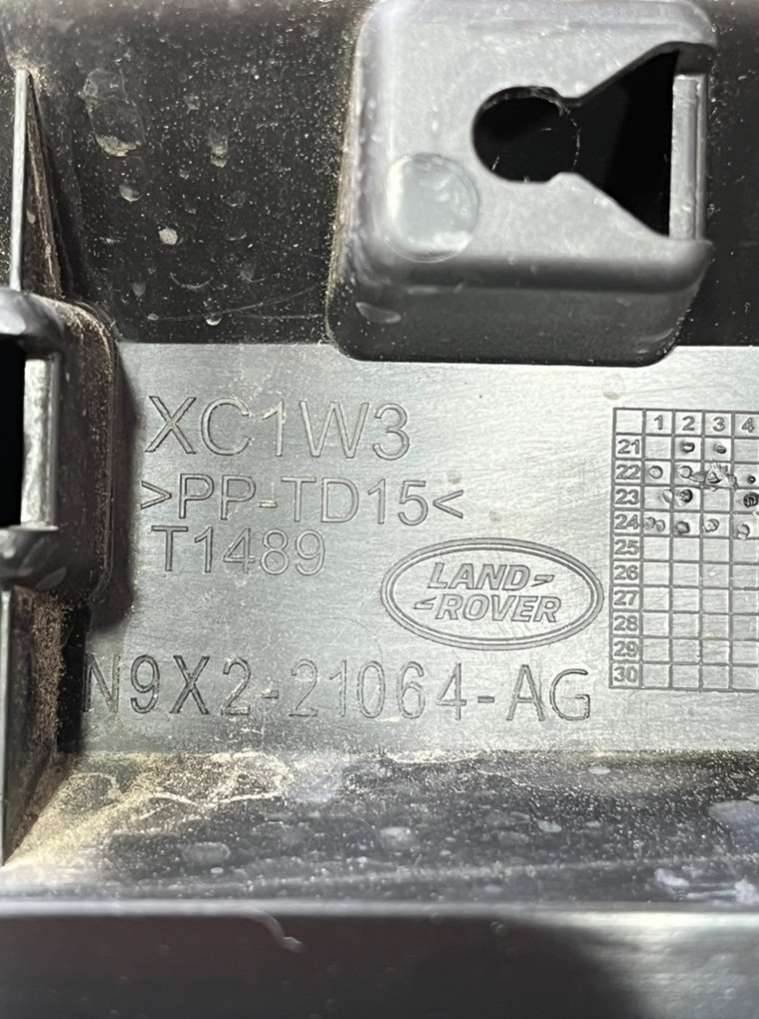 XC1W3
>PP-TD15<
T1489
LAND-
-ROVER
N9X2-21064-AG
1 2 3 4
21
22
23
24
25
26
27
28
29
30